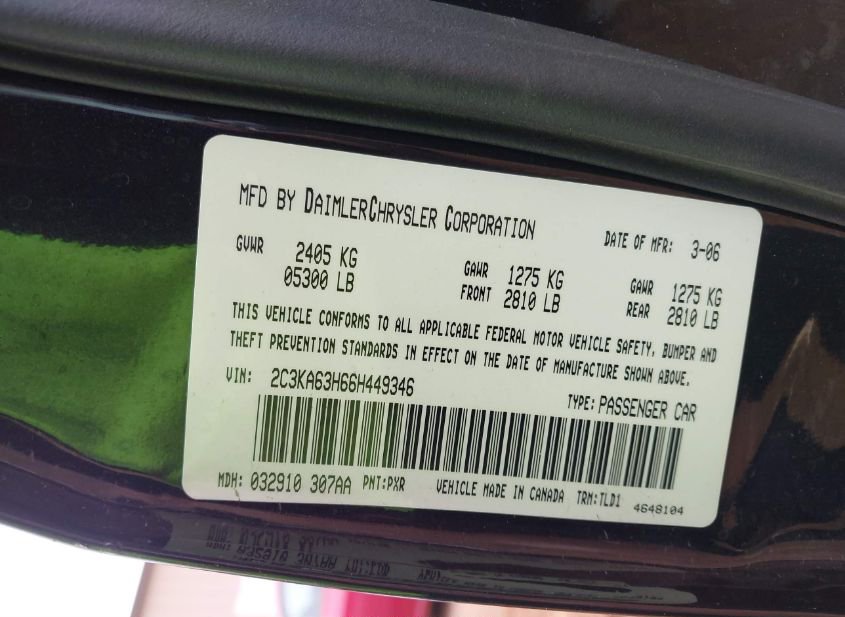 MFD BY DAIMLERCHRYSLER CORPORATION
DATE OF MFR: 3-06
GVWR 2405 KG
05300 LB
GAWR 1275 KG
FRONT 2810 LB
GAWR 1275 KG
REAR 2810 LB
THIS VEHICLE CONFORMS TO ALL APPLICABLE FEDERAL MOTOR VEHICLE SAFETY, BUMPER AND
THEFT PREVENTION STANDARDS IN EFFECT ON THE DATE OF MANUFACTURE SHOWN ABOVE.
VIN: 2C3KA63H66H449346
TYPE: PASSENGER CAR
MDH: 032910 307AA PNT:PXR VEHICLE MADE IN CANADA TRM:TLD1 4648104